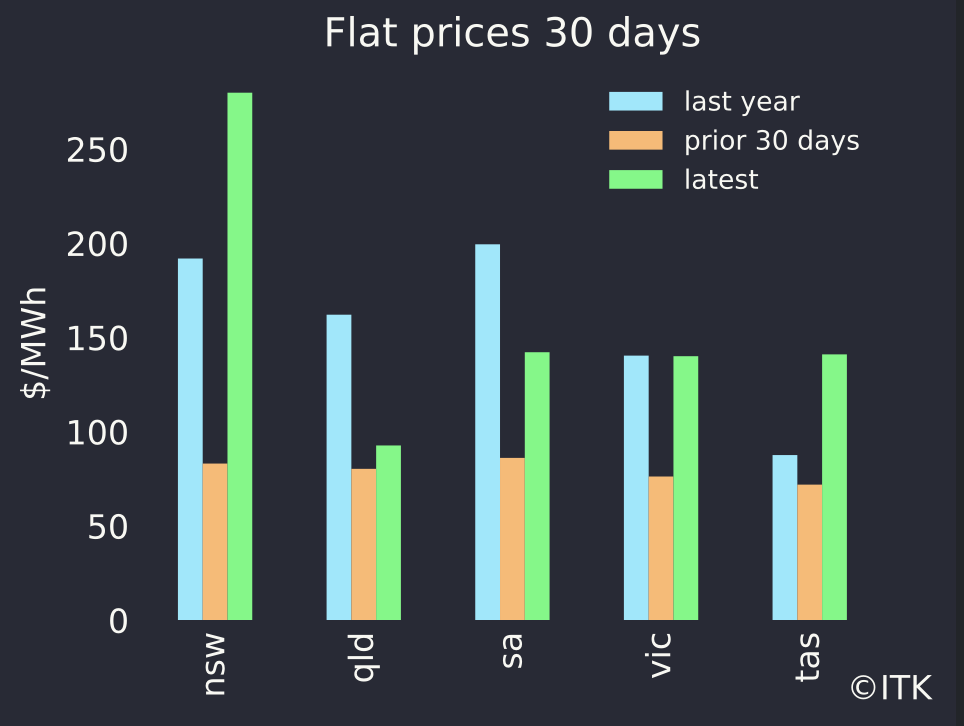 Flat prices 30 days
last year
prior 30 days
latest
$/MWh
250
200
150
100
50
0
nsw
qld
sa
vic
tas
©ITK